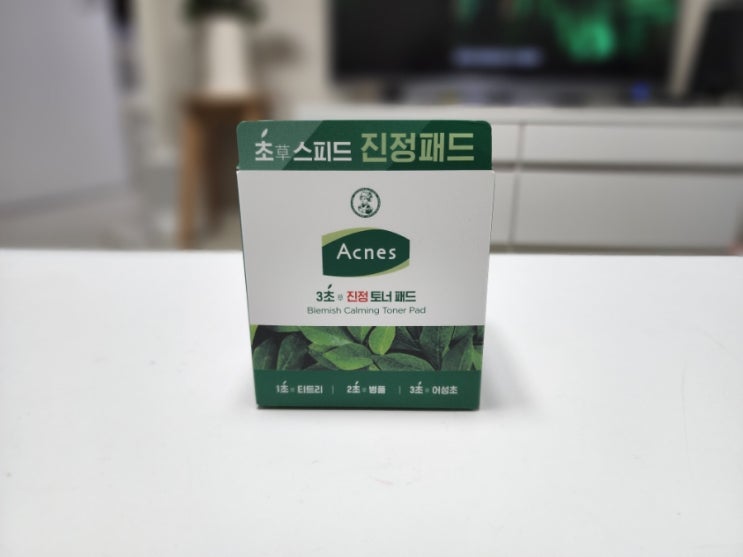 초草스피드 진정패드
Acnes
3초草 진정 토너 패드
Blemish Calming Toner Pad
1초草 티트리 | 2초草 병풀 | 3초草 어성초